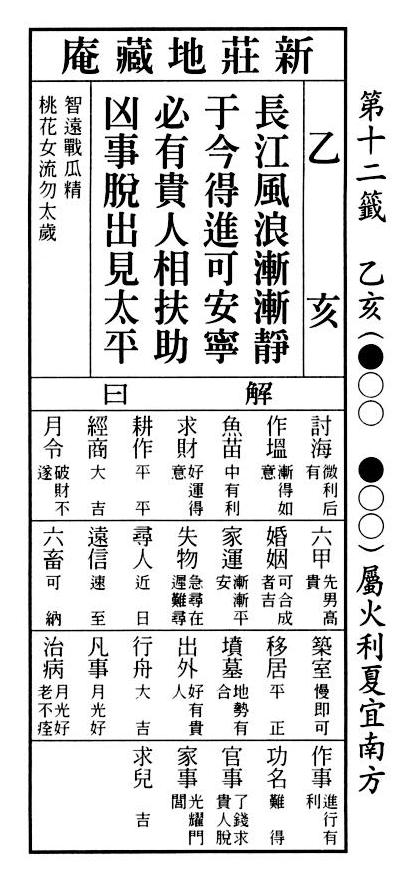 第十二籤 乙亥(●○○ ●○○)屬火利夏宜南方
新莊地藏庵
乙亥
長江風浪漸漸靜
于今得進可安寧
必有貴人相扶助
凶事脫出見太平
智遠戰瓜精
桃花女流勿太歲
解曰
討海 微利后有
作塭 漸得如意
魚苗 中有利
求財 好運得意
耕作 平平
經商 大吉
月令 破財不遂
六甲 先男高貴
婚姻 可合成者吉
家運 漸漸平安
失物 急尋在遲難尋
尋人 近日
遠信 速至
六畜 可納
築室 慢即可
移居 平正
墳墓 地勢有合
出外 好有貴人
行舟 大吉
凡事 月光好
治病 月光好老不痊
作事 進行有利
功名 難得
官事 了錢求貴人脫
家事 光耀門閭
求兒 吉